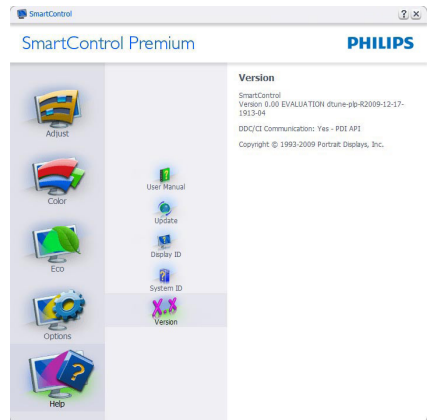 SmartControl
SmartControl Premium
PHILIPS
Adjust
Color
Eco
Options
Help
User Manual
Update
Display ID
System ID
X.X
Version
Version
SmartControl
Version 0.00 EVALUATION dtune-plp-R2009-12-17-
1913-04
DDC/CI Communication: Yes - PDI API
Copyright © 1993-2009 Portrait Displays, Inc.